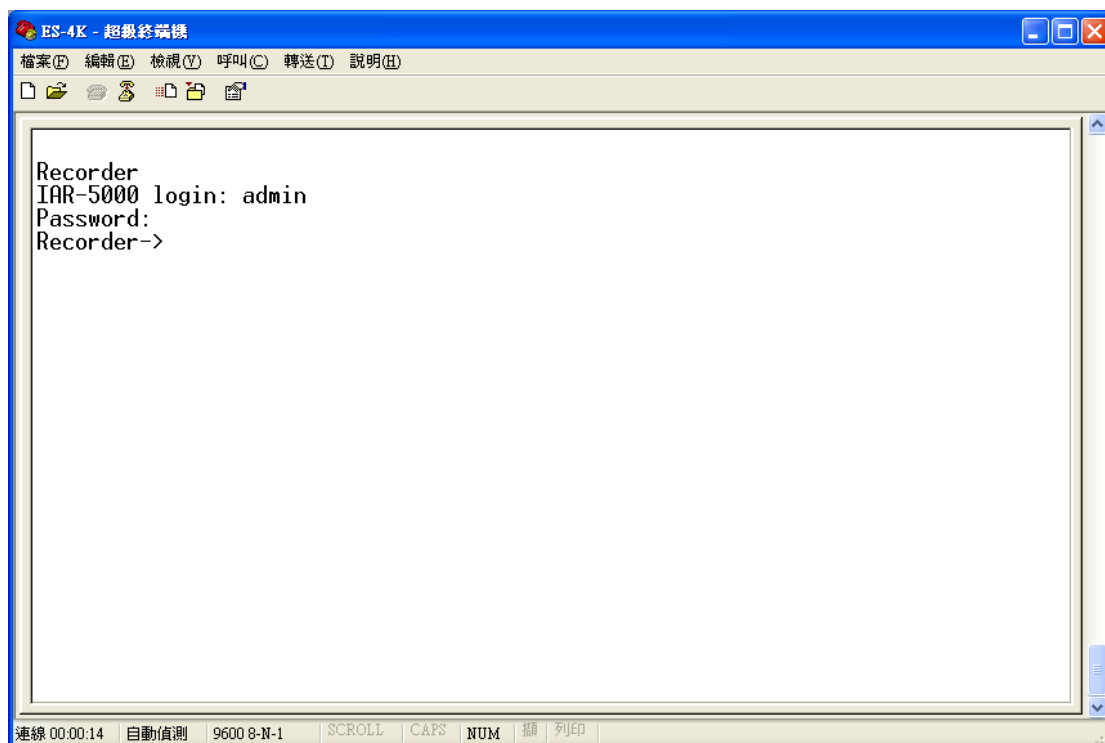 ES-4K - 超級終端機
檔案(F) 編輯(E) 檢視(V) 呼叫(C) 轉送(T) 說明(H)
Recorder
IAR-5000 login: admin
Password:
Recorder->
連線 00:00:14 自動偵測 9600 8-N-1 SCROLL CAPS NUM 擷 列印